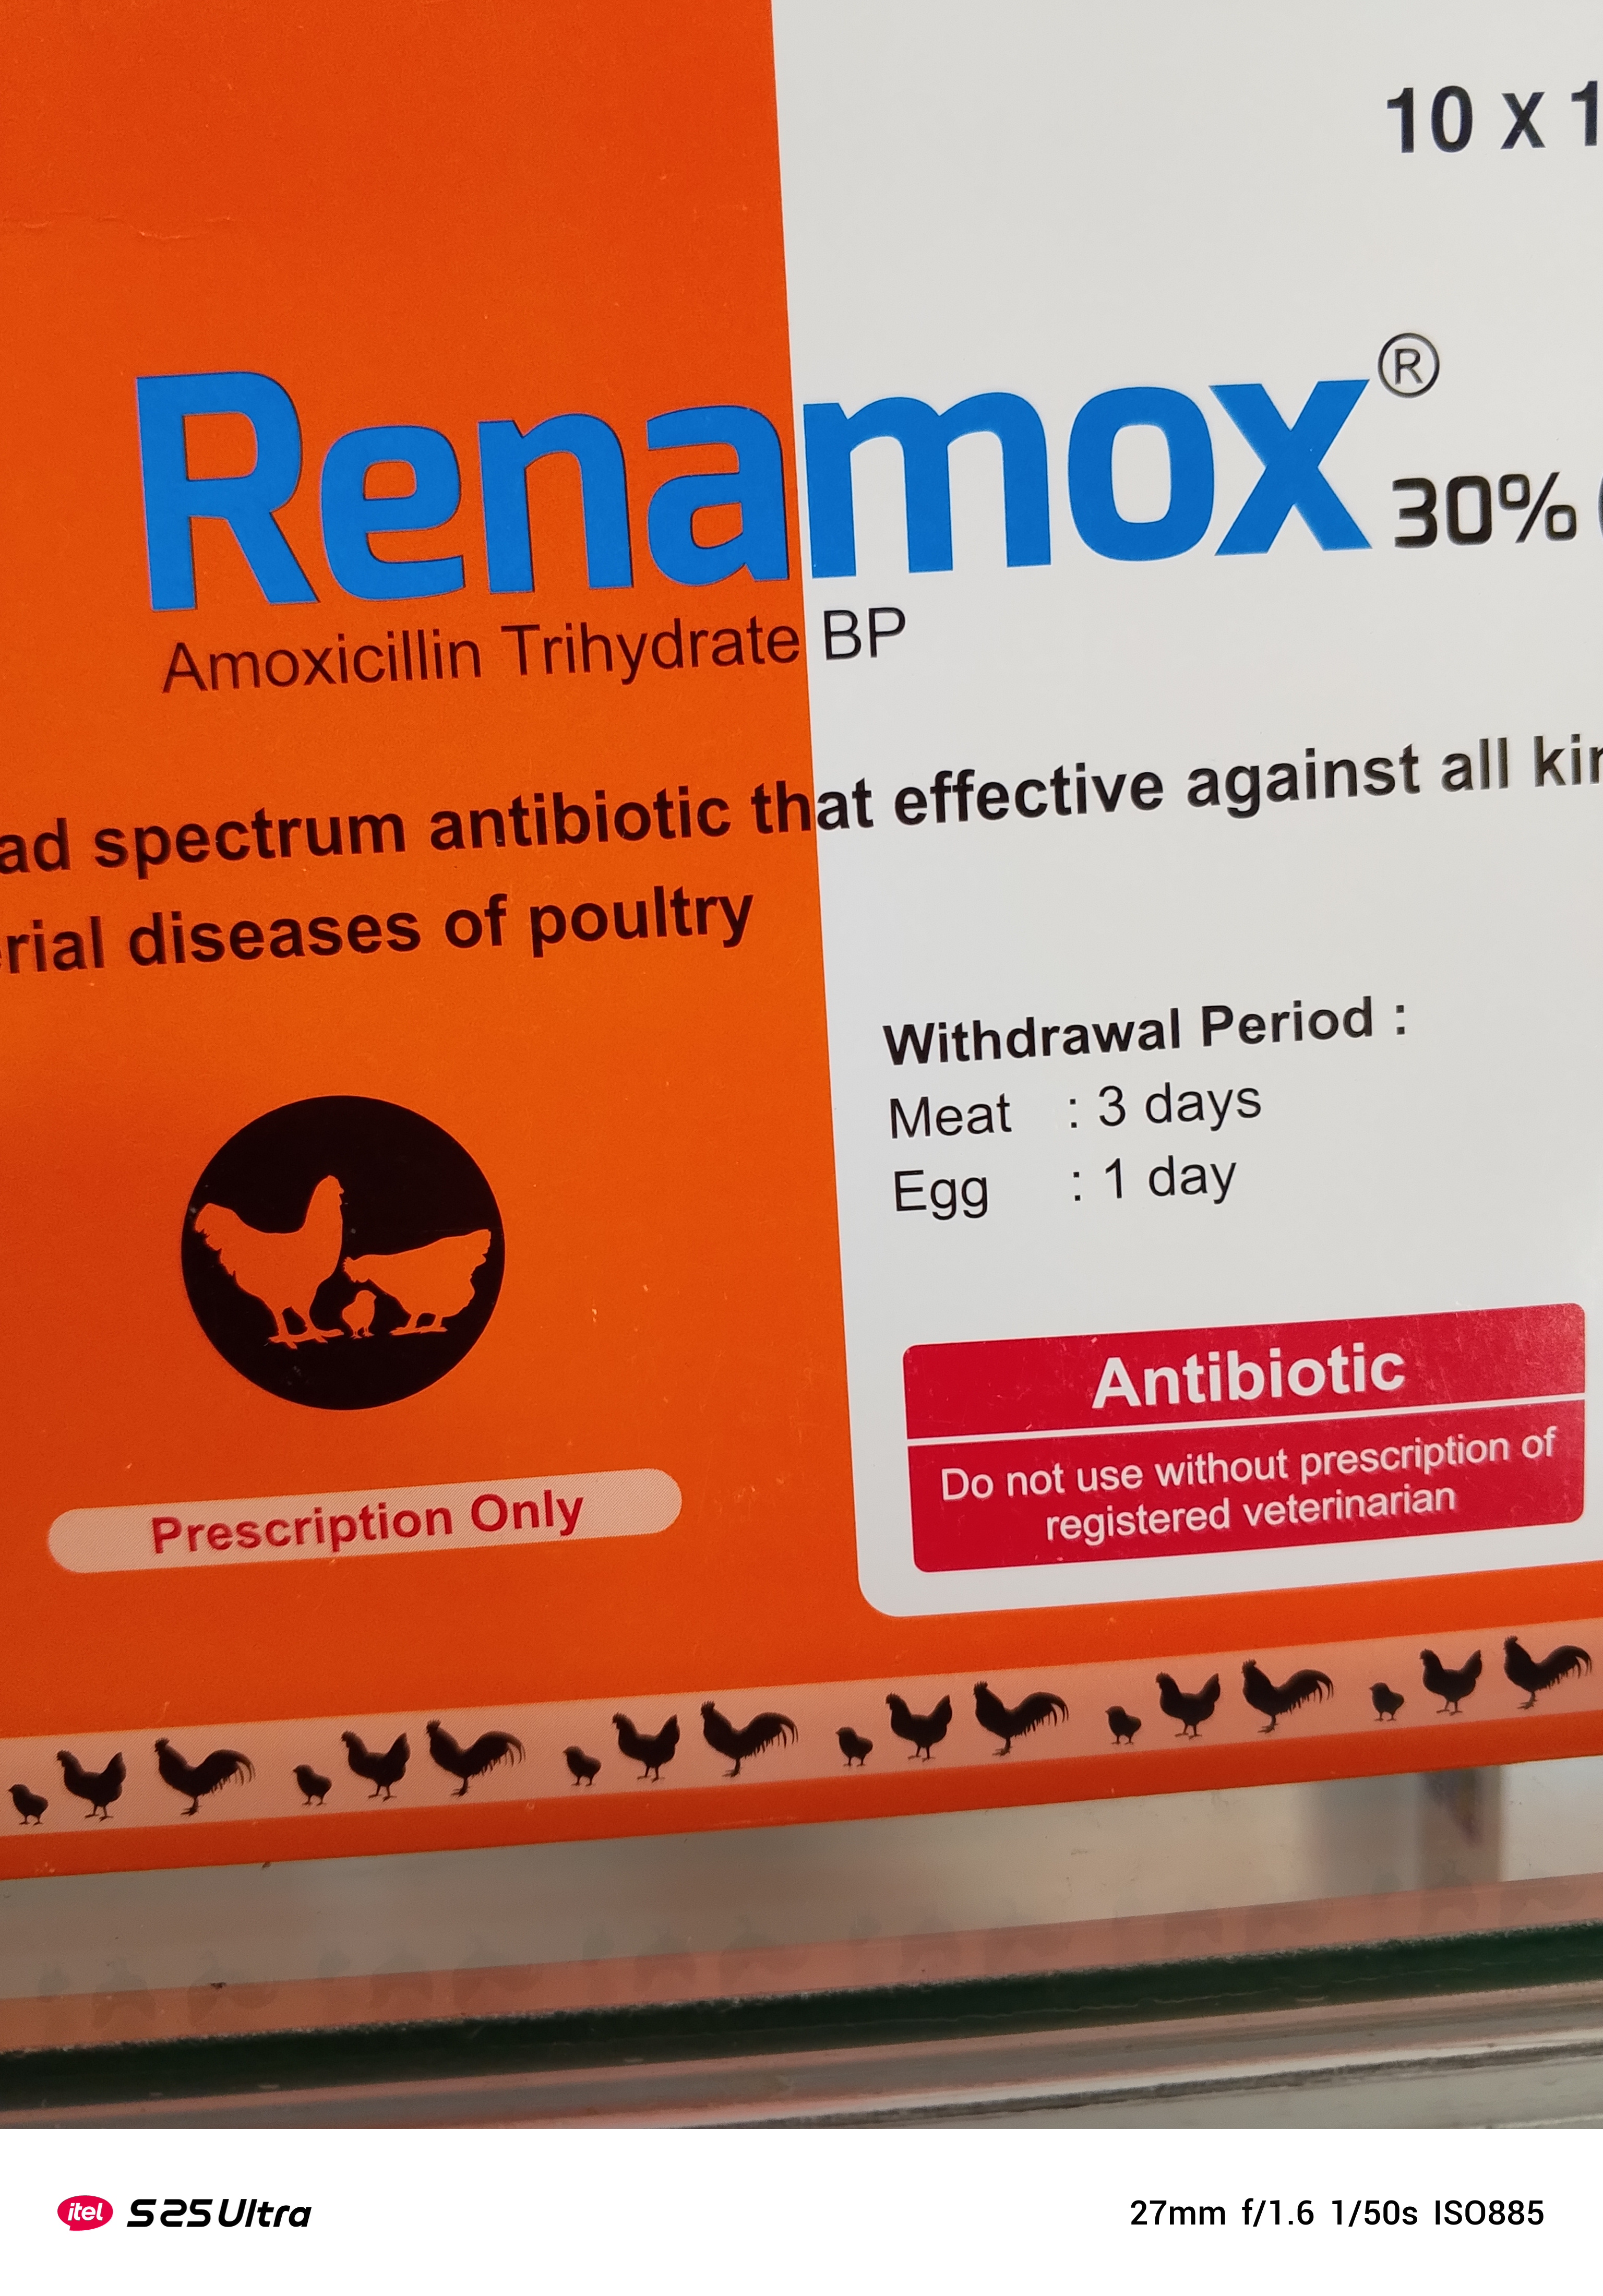 10 x 1
Renamox®
30%
Amoxicillin Trihydrate BP
ad spectrum antibiotic that effective against all kin
rial diseases of poultry
Withdrawal Period :
Meat : 3 days
Egg : 1 day
Antibiotic
Do not use without prescription of
registered veterinarian
Prescription Only
itel S25 Ultra
27mm f/1.6 1/50s ISO885